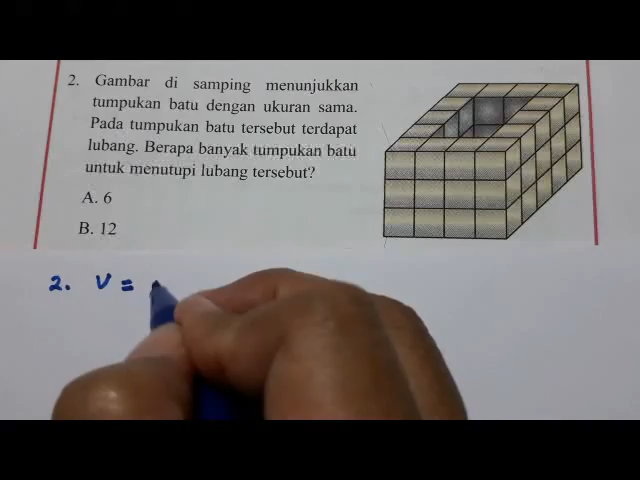 2. Gambar di samping menunjukkan
tumpukan batu dengan ukuran sama.
Pada tumpukan batu tersebut terdapat
lubang. Berapa banyak tumpukan batu
untuk menutupi lubang tersebut?
A. 6
B. 12
2. V =